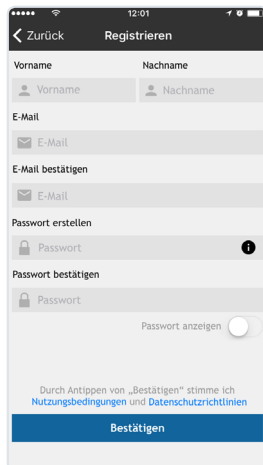 12:01
Zurück Registrieren
Vorname Nachname
Vorname Nachname
E-Mail
E-Mail
E-Mail bestätigen
E-Mail
Passwort erstellen
Passwort
Passwort bestätigen
Passwort
Passwort anzeigen
Durch Antippen von „Bestätigen“ stimme ich
Nutzungsbedingungen und Datenschutzrichtlinien
Bestätigen